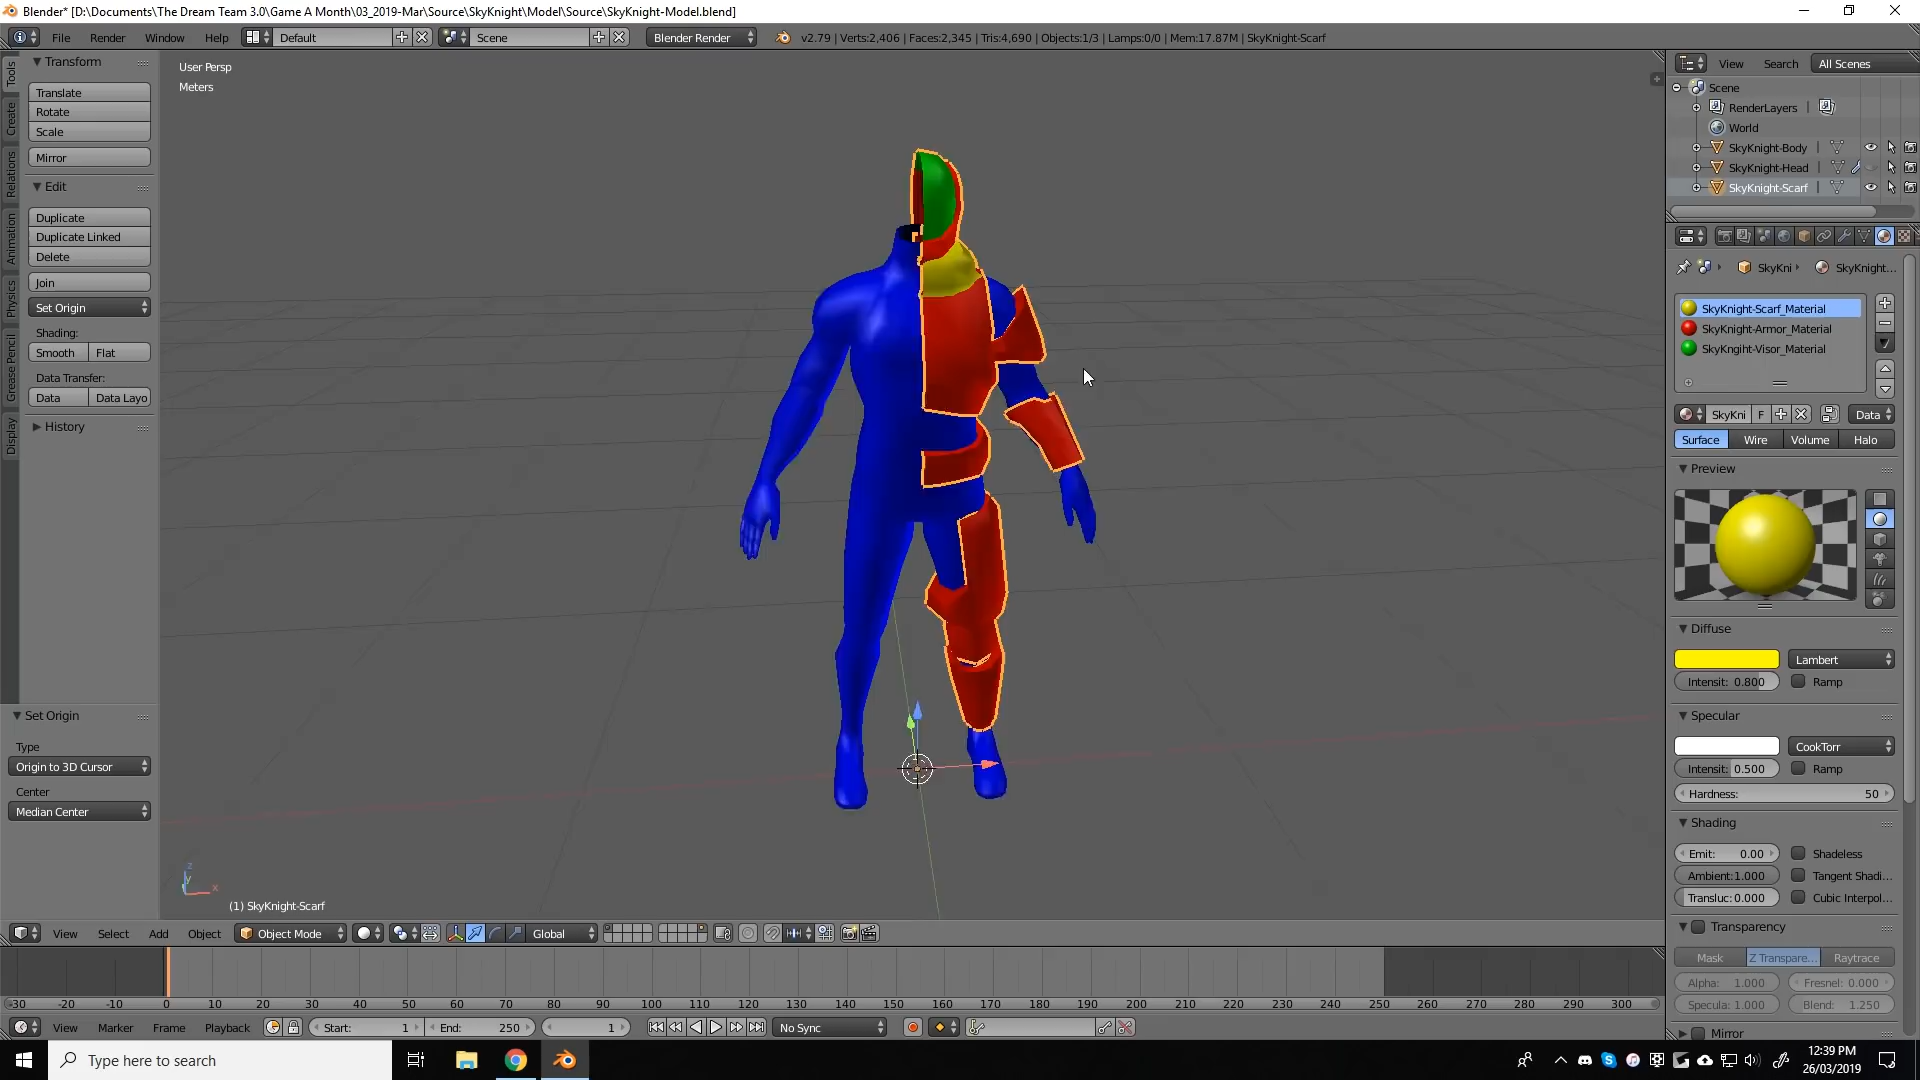 Blender* [D:\Documents\The Dream Team 3.0\Game A Month\03_2019-Mar\Source\SkyKnight\Model\Source\SkyKnight-Model.blend]
File Render Window Help Default Scene Blender Render v2.79 | Verts:2,406 | Faces:2,345 | Tris:4,690 | Objects:1/3 | Lamps:0/0 | Mem:17.87M | SkyKnight-Scarf
Tools
Create
Relations
Animation
Physics
Grease Pencil
Display
Transform
Translate
Rotate
Scale
Mirror
Edit
Duplicate
Duplicate Linked
Delete
Join
Set Origin
Shading:
Smooth Flat
Data Transfer:
Data Data Layo
History
Set Origin
Type
Origin to 3D Cursor
Center
Median Center
User Persp
Meters
z
y
x
(1) SkyKnight-Scarf
View Select Add Object Object Mode Global
View Search All Scenes
Scene
RenderLayers
World
SkyKnight-Body
SkyKnight-Head
SkyKnight-Scarf
SkyKni SkyKnight...
SkyKnight-Scarf_Material
SkyKnight-Armor_Material
SkyKngiht-Visor_Material
SkyKni F Data
Surface Wire Volume Halo
Preview
Diffuse
Lambert
Intensit: 0.800 Ramp
Specular
CookTorr
Intensit: 0.500 Ramp
Hardness: 50
Shading
Emit: 0.00 Shadeless
Ambient:1.000 Tangent Shadi...
Transluc:0.000 Cubic Interpol...
Transparency
Mask Z Transpare... Raytrace
Alpha: 1.000 Fresnel: 0.000
Specula: 1.000 Blend: 1.250
Mirror
-30 -20 -10 0 10 20 30 40 50 60 70 80 90 100 110 120 130 140 150 160 170 180 190 200 210 220 230 240 250 260 270 280 290 300
View Marker Frame Playback Start: 1 End: 250 1 No Sync
Type here to search
12:39 PM
26/03/2019